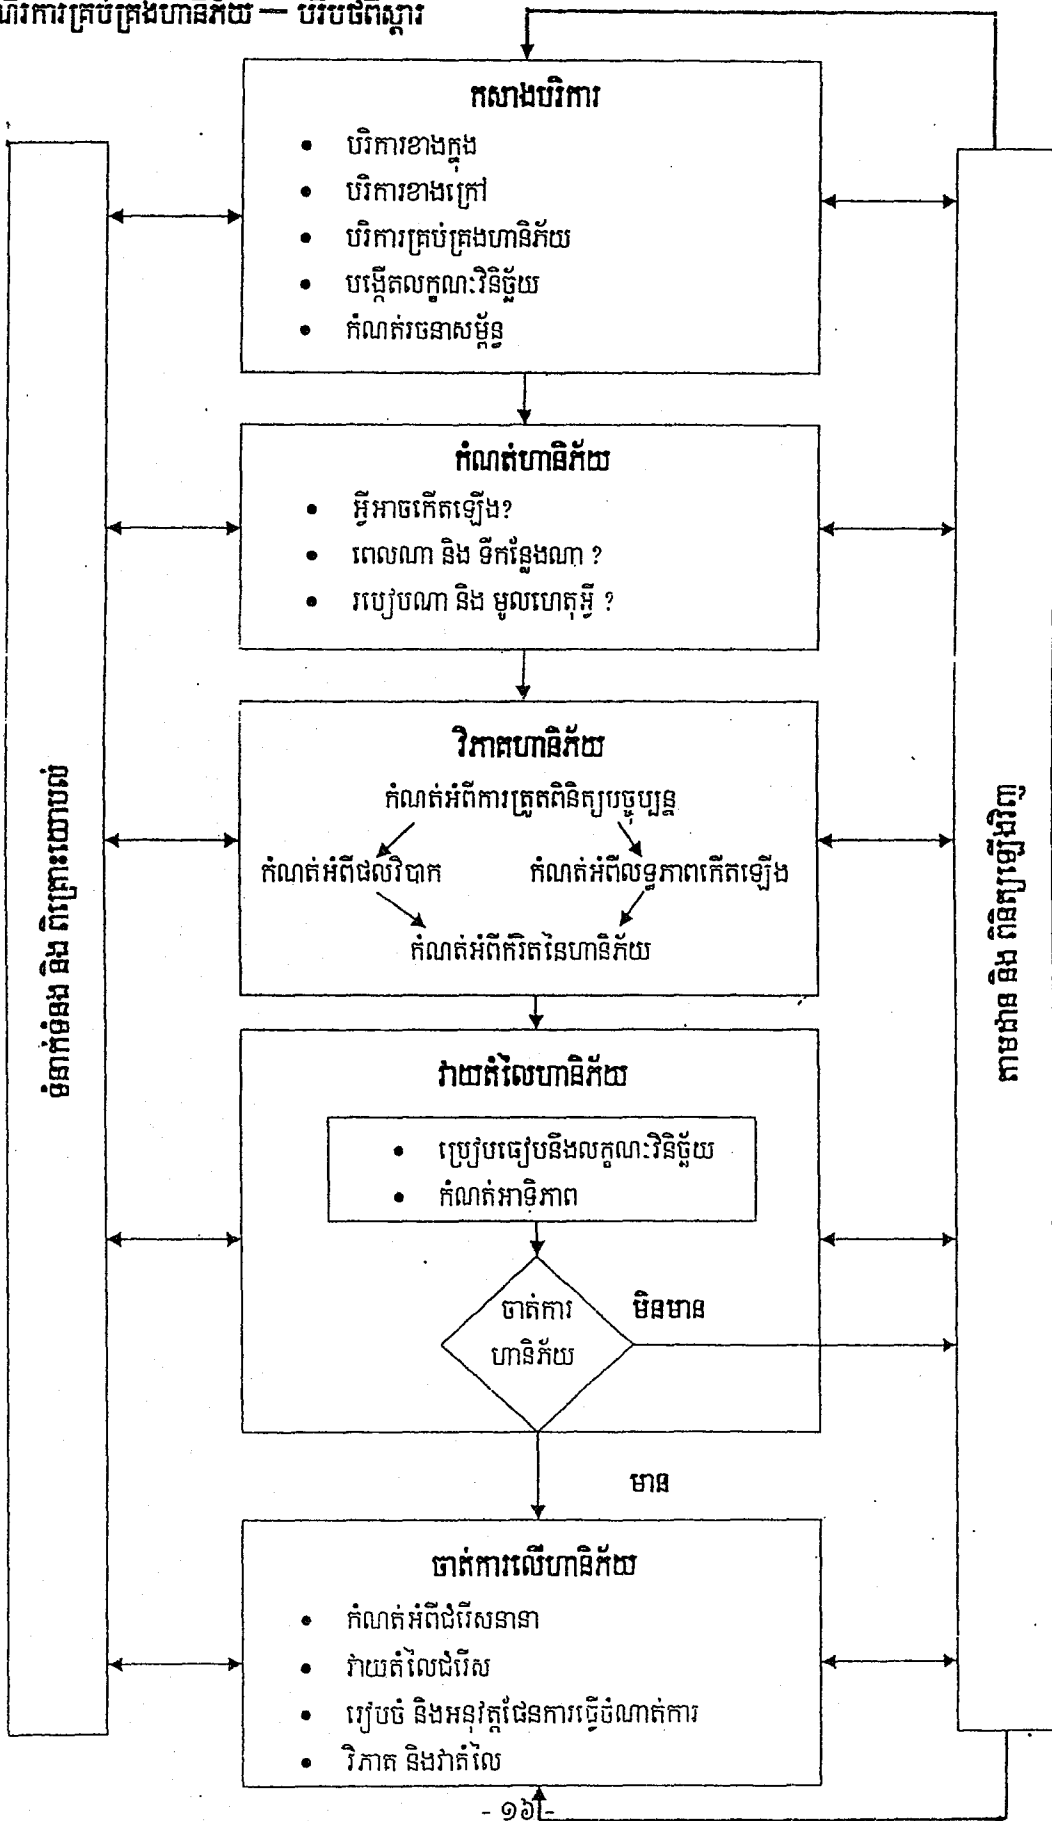 ការគ្រប់គ្រងហានិភ័យ — បរិបថពិស្តារ
កសាងបរិការ
• បរិការខាងក្នុង
• បរិការខាងក្រៅ
• បរិការគ្រប់គ្រងហានិភ័យ
• បង្កើតលក្ខណៈវិនិច្ឆ័យ
• កំណត់រចនាសម្ព័ន្ធ
កំណត់ហានិភ័យ
• អ្វីអាចកើតឡើង?
• ពេលណា និង ទីកន្លែងណា ?
• របៀបណា និង មូលហេតុអ្វី ?
វិភាគហានិភ័យ
កំណត់អំពីការត្រួតពិនិត្យបច្ចុប្បន្ន
កំណត់អំពីផលវិបាក
កំណត់អំពីលទ្ធភាពកើតឡើង
កំណត់អំពីករិតនៃហានិភ័យ
វាយតំលៃហានិភ័យ
• ប្រៀបធៀបនឹងលក្ខណៈវិនិច្ឆ័យ
• កំណត់អាទិភាព
ចាត់ការ
ហានិភ័យ
មិនមាន
មាន
ចាត់ការលើហានិភ័យ
• កំណត់អំពីជំរើសនានា
• វាយតំលៃជំរើស
• រៀបចំ និងអនុវត្តផែនការធ្វើចំណាត់ការ
• វិភាគ និងវាតំលៃ
ទំនាក់ទំនង និង ពិគ្រោះយោបល់
តាមដាន និង ពិនិត្យឡើងវិញ
- ១៦ -